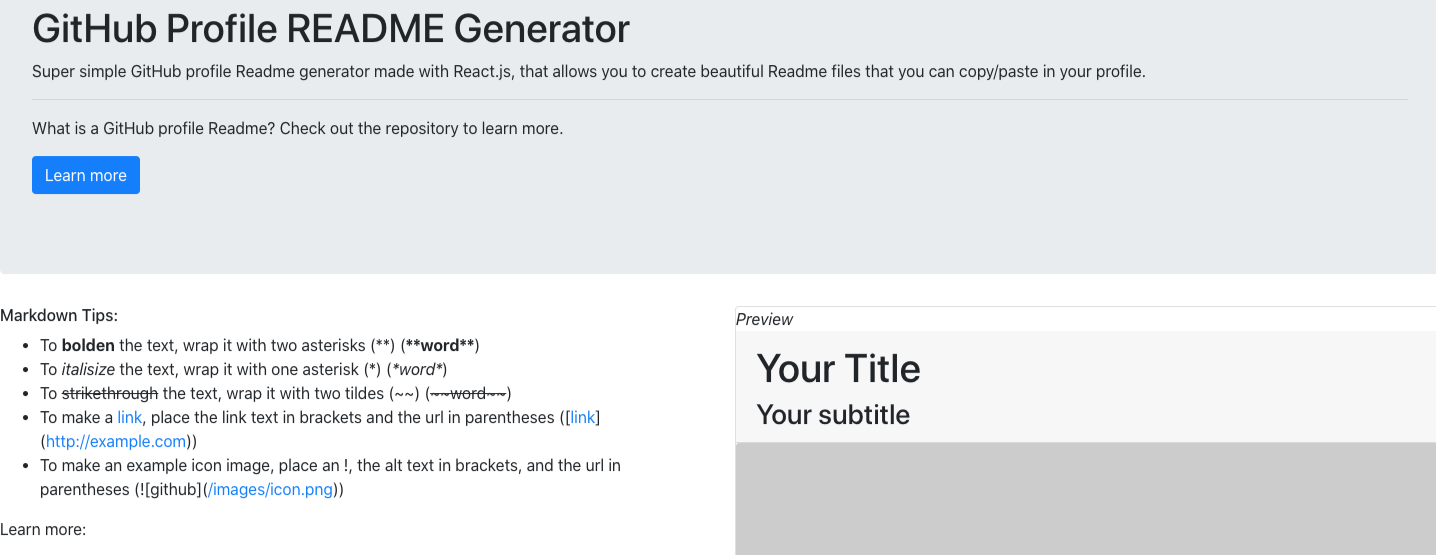 GitHub Profile README Generator
Super simple GitHub profile Readme generator made with React.js, that allows you to create beautiful Readme files that you can copy/paste in your profile.
What is a GitHub profile Readme? Check out the repository to learn more.
Learn more
Markdown Tips:
To bolden the text, wrap it with two asterisks (**) (**word**)
To italisize the text, wrap it with one asterisk (*) (*word*)
To strikethrough the text, wrap it with two tildes (~~) (~~word~~)
To make a link, place the link text in brackets and the url in parentheses ([link]
(http://example.com))
To make an example icon image, place an !, the alt text in brackets, and the url in
parentheses (![github](/images/icon.png))
Learn more:
Preview
Your Title
Your subtitle